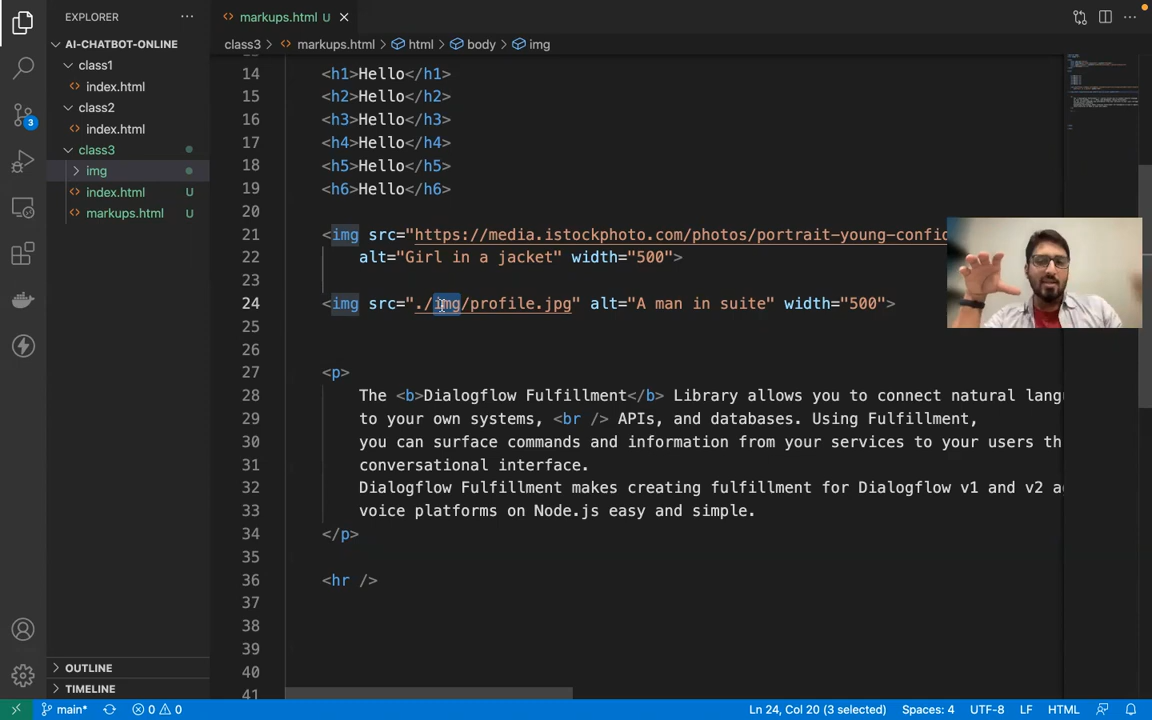 EXPLORER
markups.html U
AI-CHATBOT-ONLINE
class3 > markups.html > html > body > img
class1
index.html
class2
index.html
class3
img
index.html U
markups.html U
3
14 <h1>Hello</h1>
15 <h2>Hello</h2>
16 <h3>Hello</h3>
17 <h4>Hello</h4>
18 <h5>Hello</h5>
19 <h6>Hello</h6>
20
21 <img src="https://media.istockphoto.com/photos/portrait-young-confid
22 alt="Girl in a jacket" width="500">
23
24 <img src="./img/profile.jpg" alt="A man in suite" width="500">
25
26
27 <p>
28 The <b>Dialogflow Fulfillment</b> Library allows you to connect natural lang
29 to your own systems, <br /> APIs, and databases. Using Fulfillment,
30 you can surface commands and information from your services to your users th
31 conversational interface.
32 Dialogflow Fulfillment makes creating fulfillment for Dialogflow v1 and v2 a
33 voice platforms on Node.js easy and simple.
34 </p>
35
36 <hr />
37
38
39
40
41
OUTLINE
TIMELINE
main* 0 0 Ln 24, Col 20 (3 selected) Spaces: 4 UTF-8 LF HTML